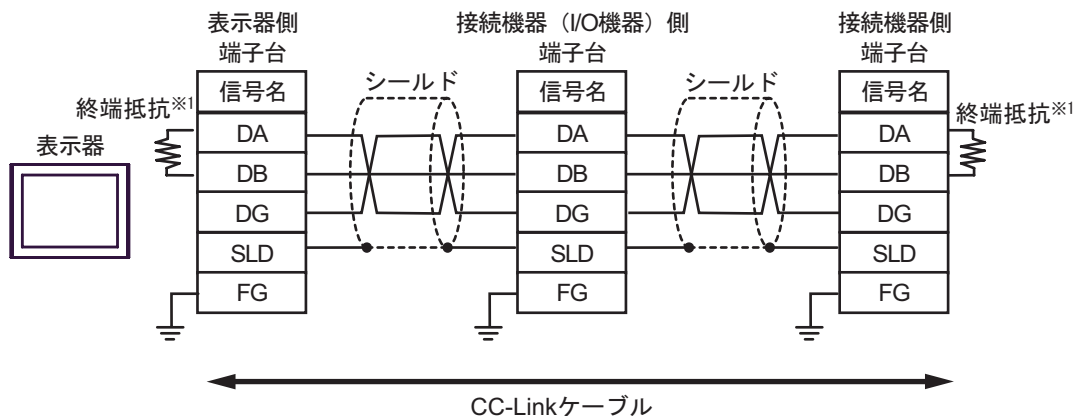 表示器側
端子台
接続機器（I/O機器）側
端子台
接続機器側
端子台
信号名
シールド
信号名
シールド
信号名
終端抵抗※1
終端抵抗※1
表示器
DA
DA
DA
DB
DB
DB
DG
DG
DG
SLD
SLD
SLD
FG
FG
FG
CC-Linkケーブル